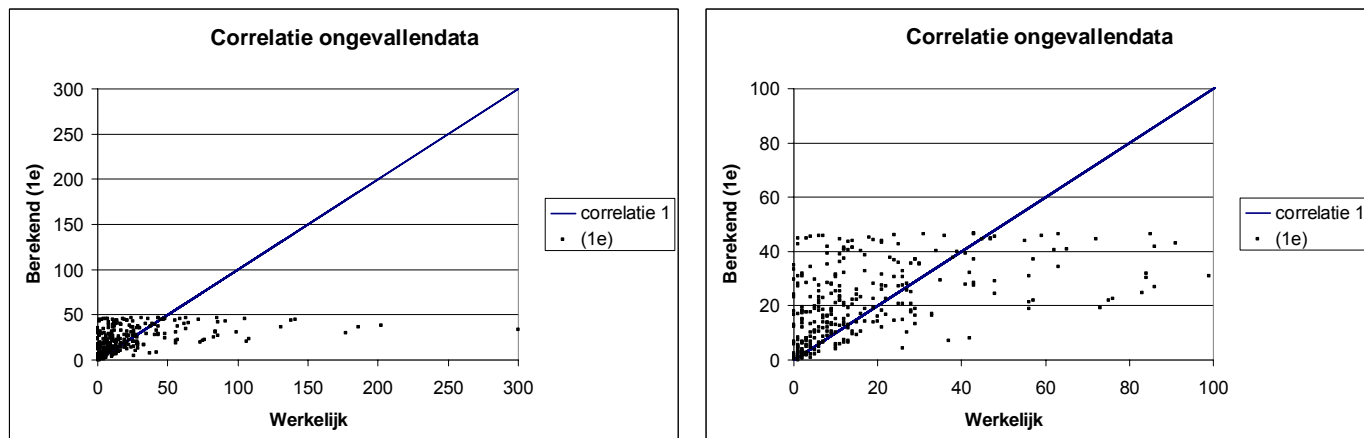 Correlatie ongevallendata
300
250
200
150
100
50
0
0 50 100 150 200 250 300
Berekend (1e)
Werkelijk
correlatie 1
(1e)
Correlatie ongevallendata
100
80
60
40
20
0
0 20 40 60 80 100
Berekend (1e)
Werkelijk
correlatie 1
(1e)